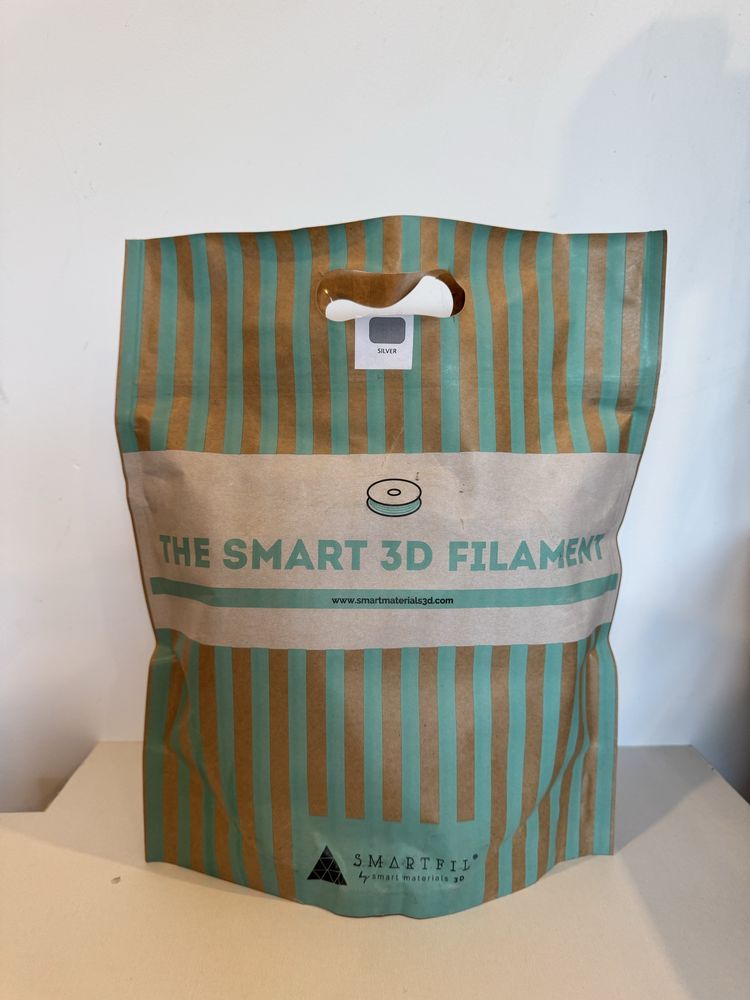 SILVER
THE SMART 3D FILAMENT
www.smartmaterials3d.com
SMARTFIL®
by smart materials 3D